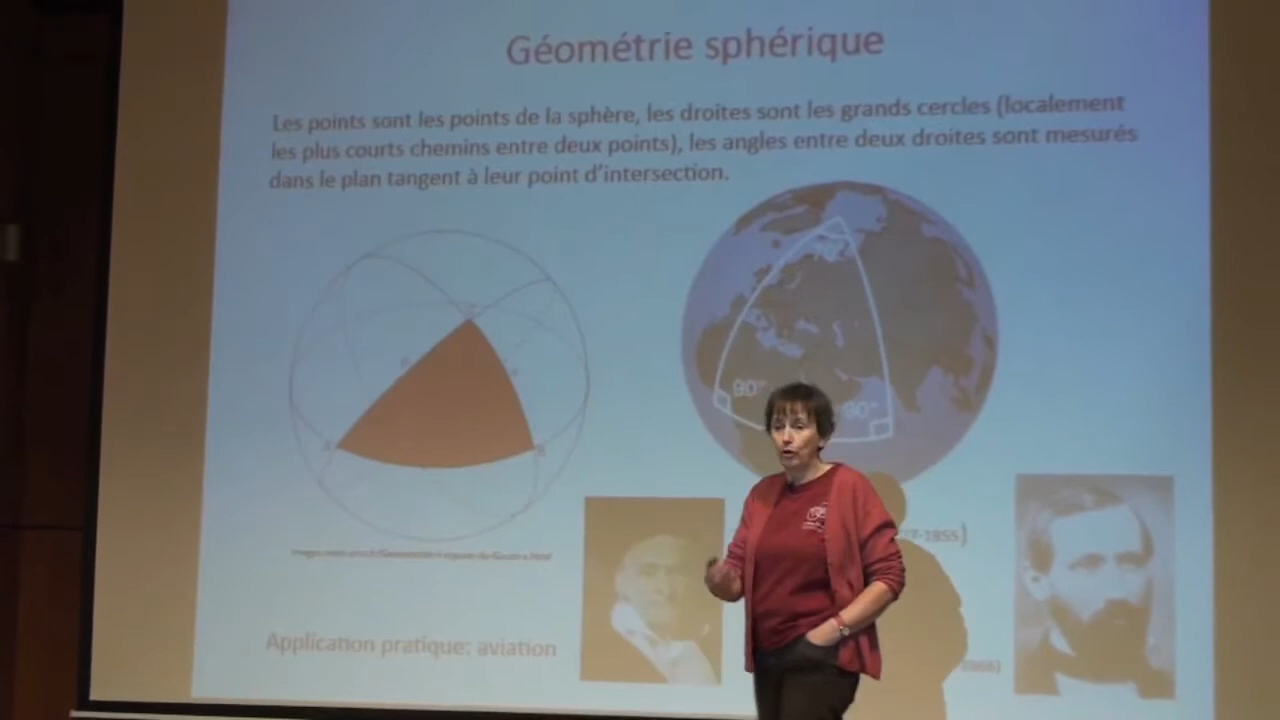 Géométrie sphérique
Les points sont les points de la sphère, les droites sont les grands cercles (localement
les plus courts chemins entre deux points), les angles entre deux droites sont mesurés
dans le plan tangent à leur point d'intersection.
90°
90°
-1855)
1866)
Application pratique: aviation